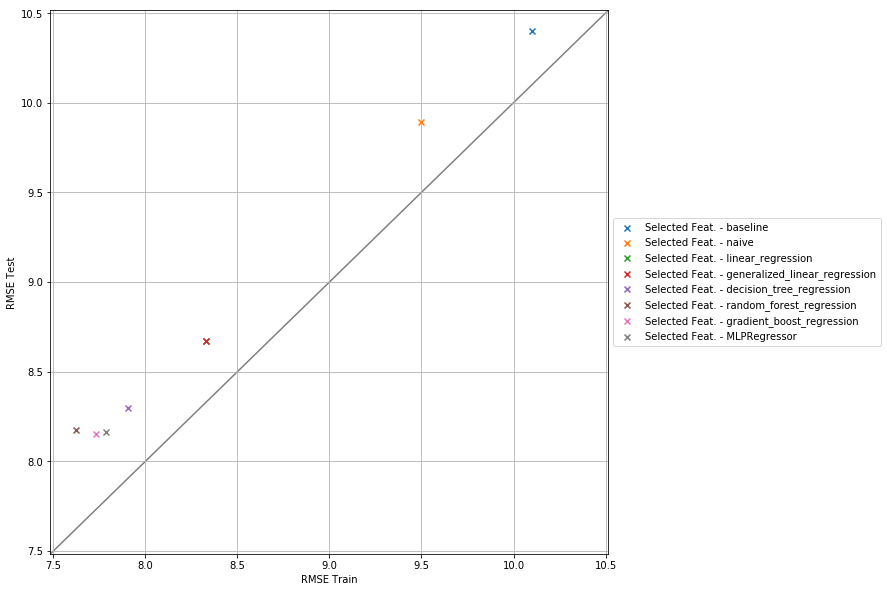 10.5
10.0
9.5
9.0
8.5
8.0
7.5
RMSE Test
7.5 8.0 8.5 9.0 9.5 10.0 10.5
RMSE Train
Selected Feat. - baseline
Selected Feat. - naive
Selected Feat. - linear_regression
Selected Feat. - generalized_linear_regression
Selected Feat. - decision_tree_regression
Selected Feat. - random_forest_regression
Selected Feat. - gradient_boost_regression
Selected Feat. - MLPRegressor